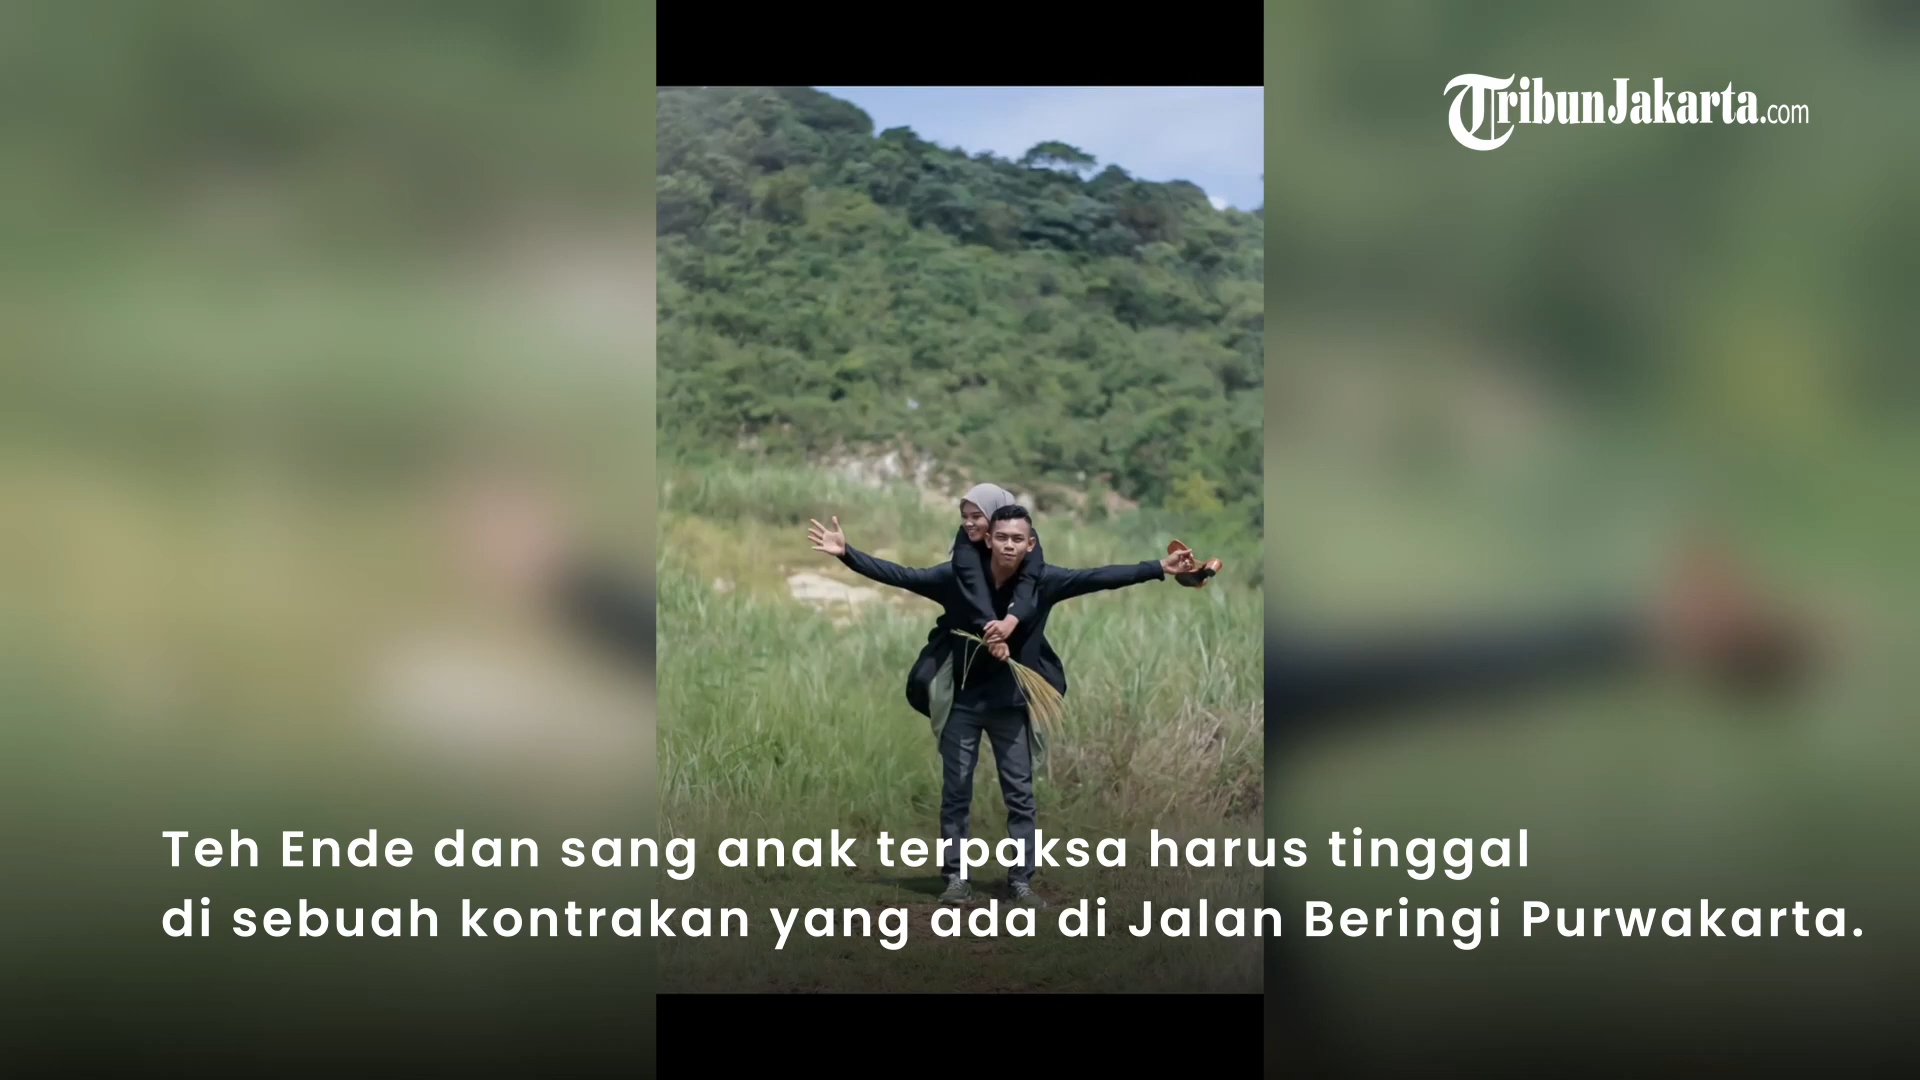 TribunJakarta.com
Teh Ende dan sang anak terpaksa harus tinggal
di sebuah kontrakan yang ada di Jalan Beringi Purwakarta.